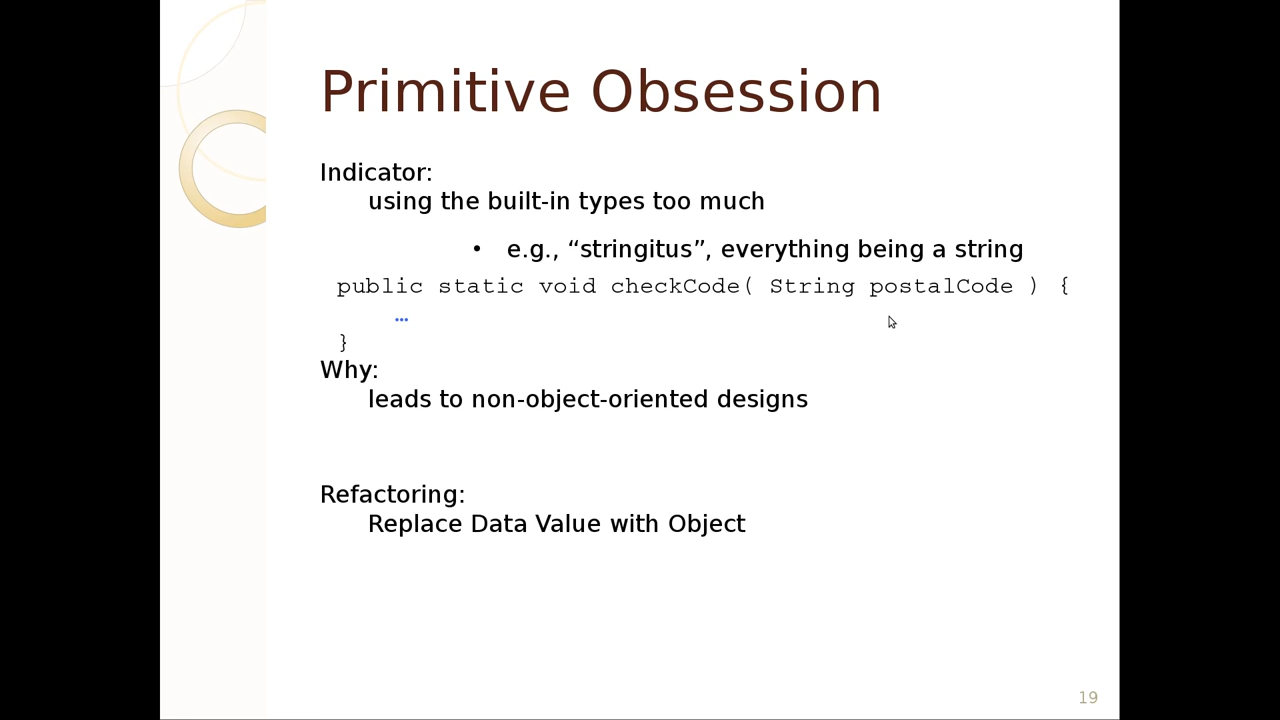 Primitive Obsession
Indicator:
using the built-in types too much
• e.g., “stringitus”, everything being a string
public static void checkCode( String postalCode ) {
…
}
Why:
leads to non-object-oriented designs
Refactoring:
Replace Data Value with Object
19